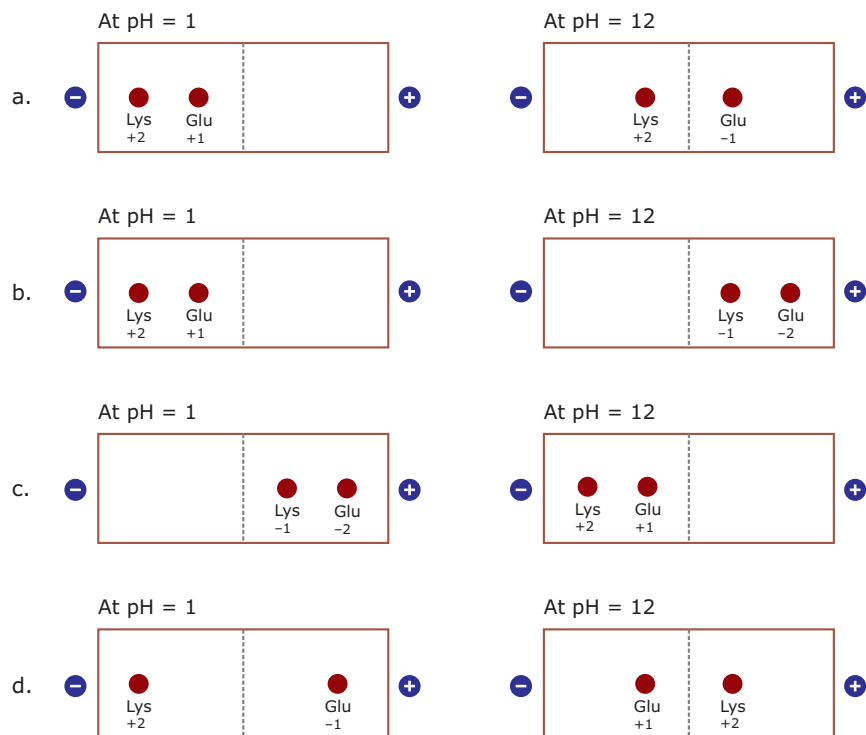 At pH = 1 At pH = 12
a. − + − +
Lys Glu Lys Glu
+2 +1 +2 –1
At pH = 1 At pH = 12
b. − + − +
Lys Glu Lys Glu
+2 +1 –1 –2
At pH = 1 At pH = 12
c. − + − +
Lys Glu Lys Glu
–1 –2 +2 +1
At pH = 1 At pH = 12
d. − + − +
Lys Glu Glu Lys
+2 –1 +1 +2